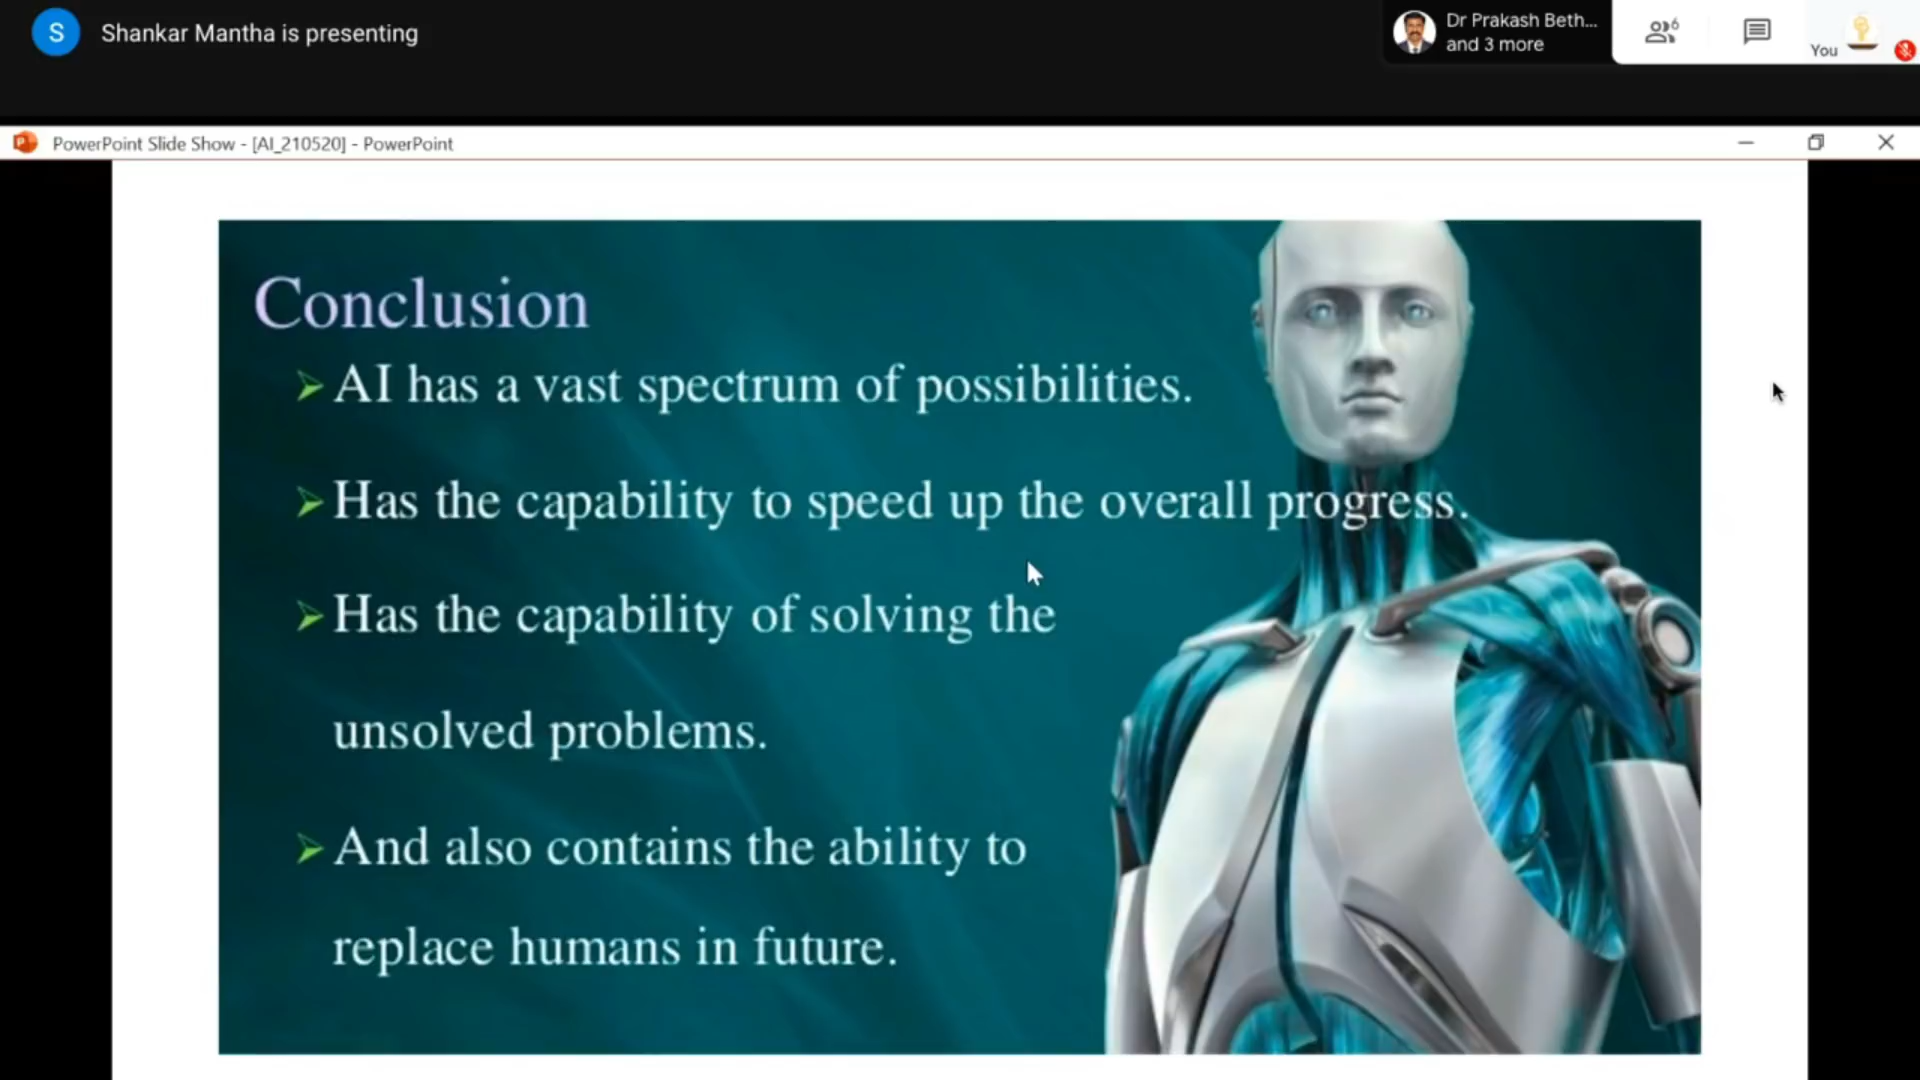 S
Shankar Mantha is presenting
Dr Prakash Beth...
and 3 more
6
You
PowerPoint Slide Show - [AI_210520] - PowerPoint
Conclusion
AI has a vast spectrum of possibilities.
Has the capability to speed up the overall progress.
Has the capability of solving the
unsolved problems.
And also contains the ability to
replace humans in future.